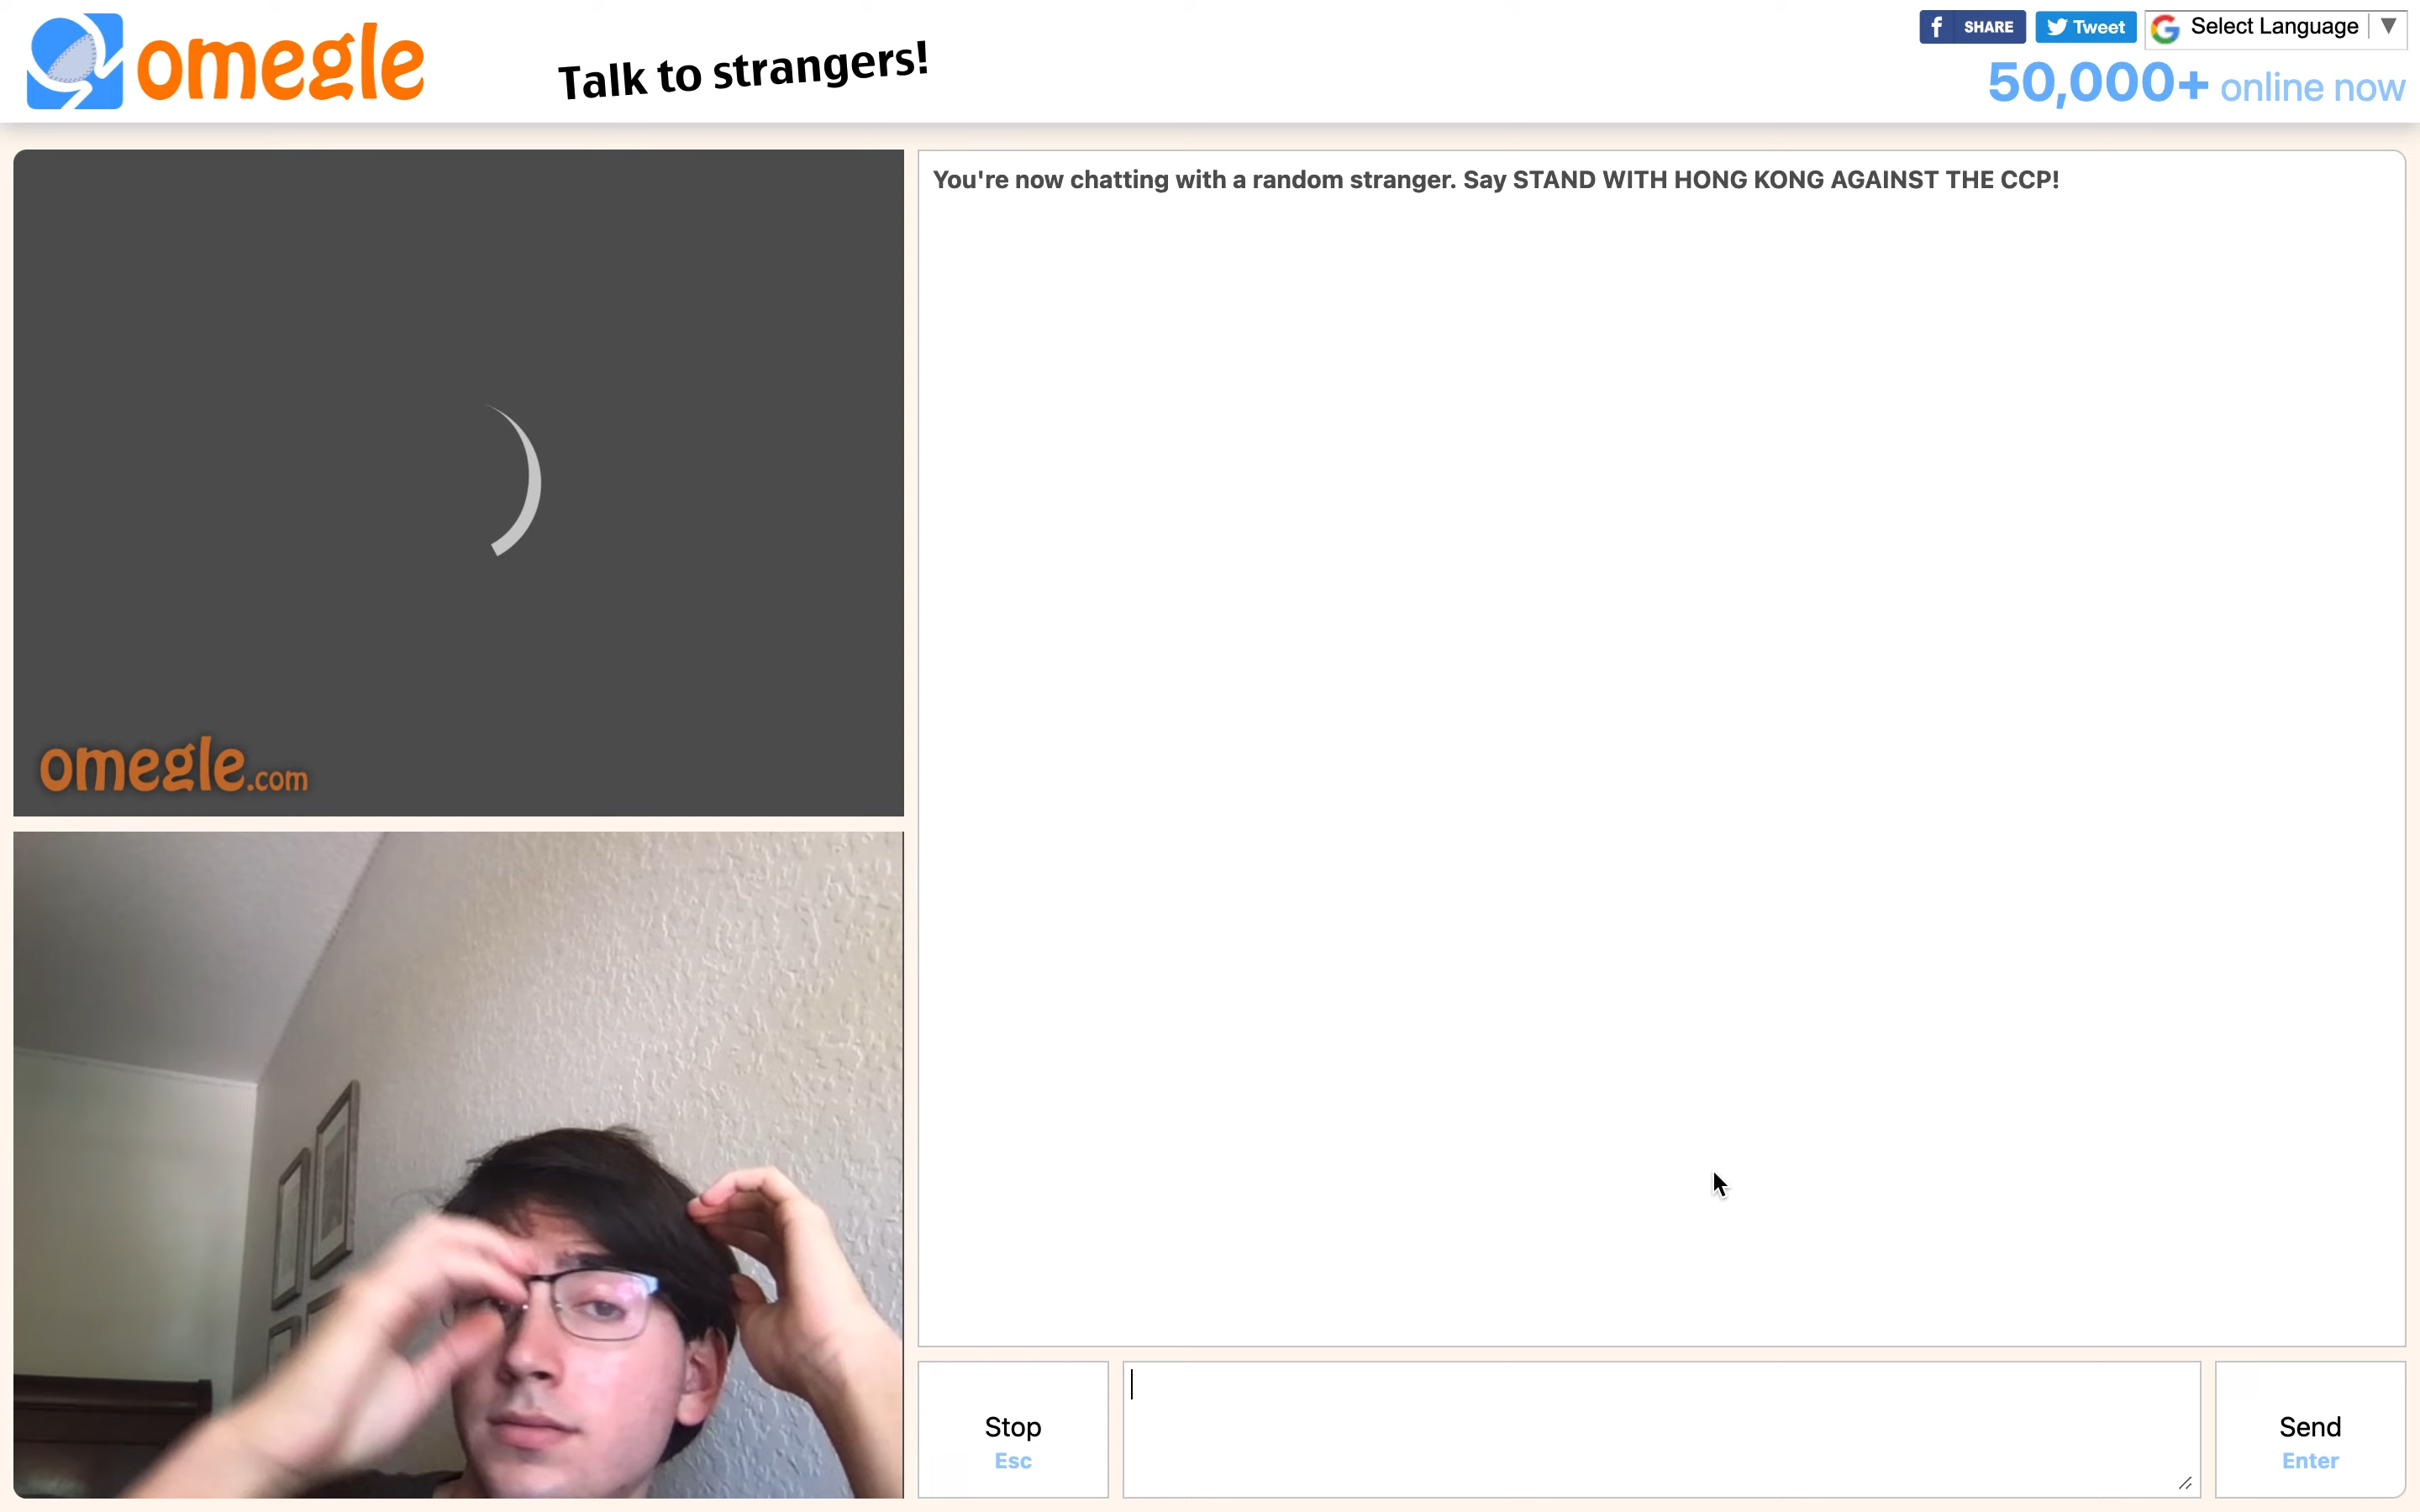 omegle
Talk to strangers!
f SHARE
Tweet
G Select Language ▼
50,000+ online now
omegle.com
You're now chatting with a random stranger. Say STAND WITH HONG KONG AGAINST THE CCP!
Stop
Esc
Send
Enter